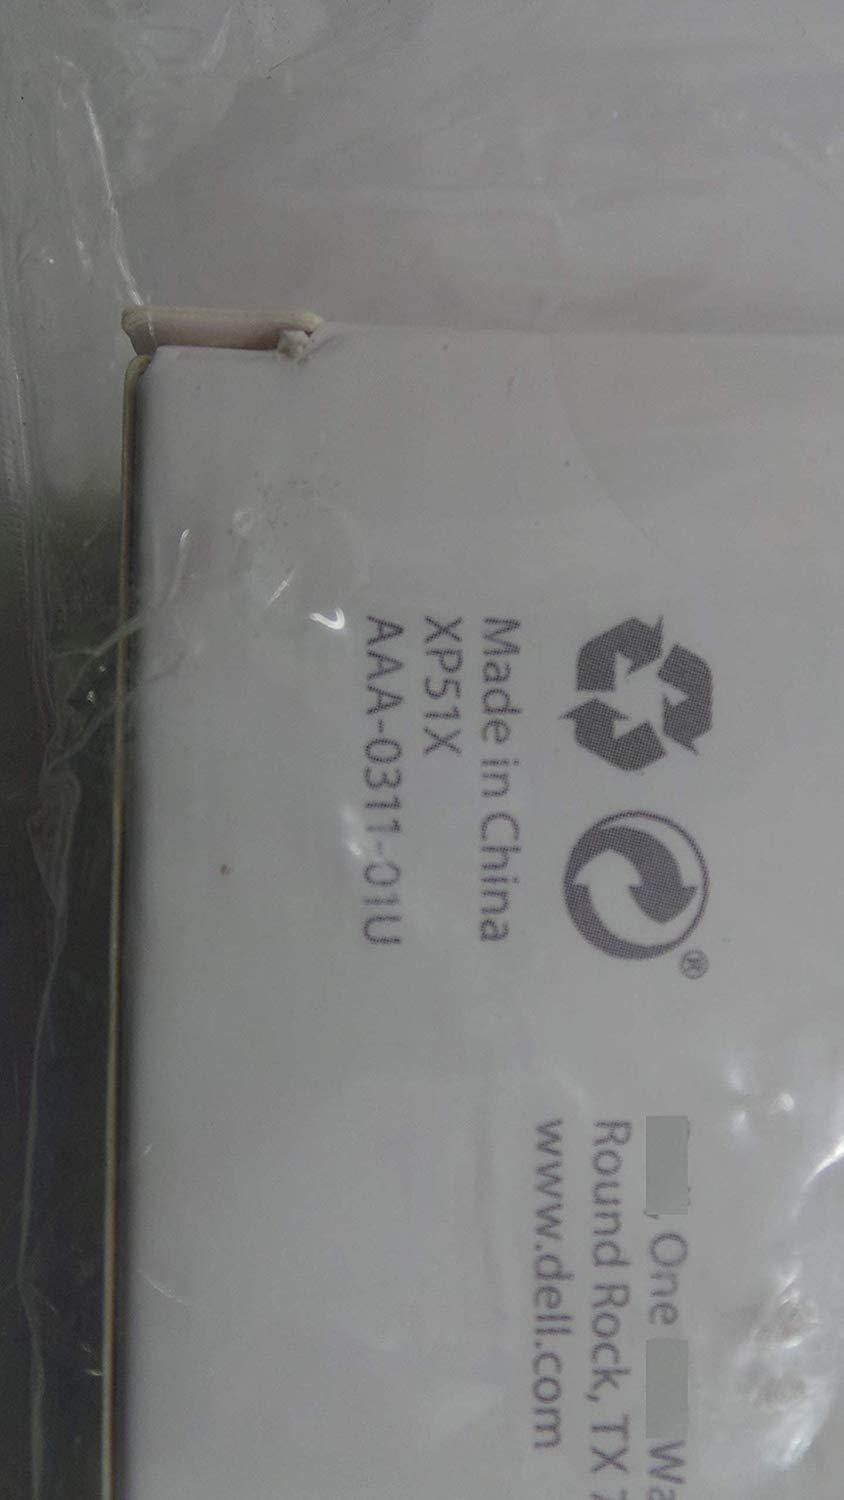 Made in China
XP51X
AAA-0311-01U
®
, One
Round Rock, TX
www.dell.com